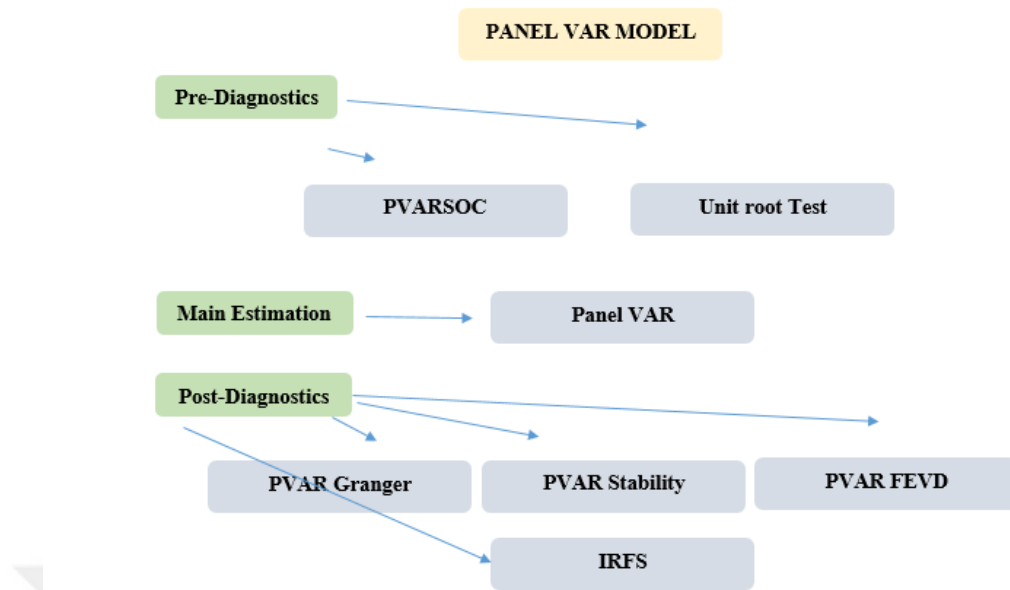 PANEL VAR MODEL
Pre-Diagnostics
PVARSOC
Unit root Test
Main Estimation
Panel VAR
Post-Diagnostics
PVAR Granger
PVAR Stability
PVAR FEVD
IRFS